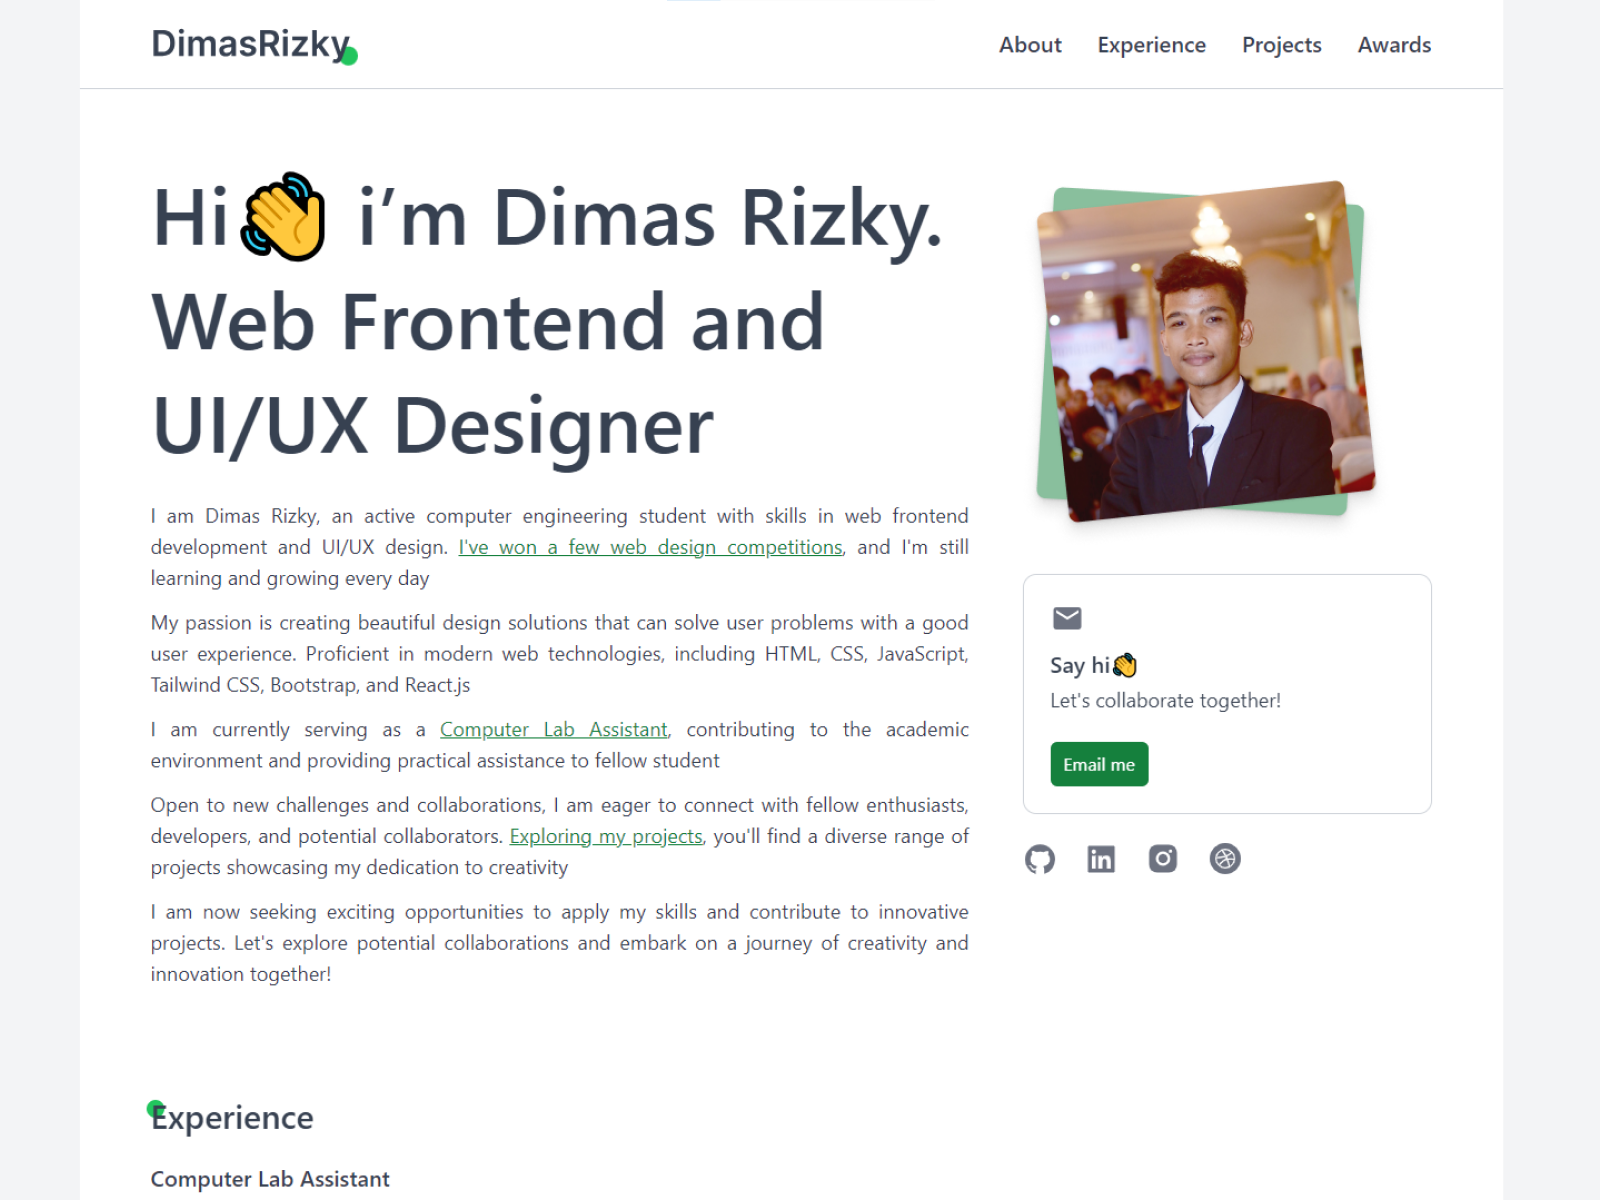 DimasRizky
About Experience Projects Awards
Hi👋 i’m Dimas Rizky.
Web Frontend and
UI/UX Designer
I am Dimas Rizky, an active computer engineering student with skills in web frontend
development and UI/UX design. I've won a few web design competitions, and I'm still
learning and growing every day
My passion is creating beautiful design solutions that can solve user problems with a good
user experience. Proficient in modern web technologies, including HTML, CSS, JavaScript,
Tailwind CSS, Bootstrap, and React.js
I am currently serving as a Computer Lab Assistant, contributing to the academic
environment and providing practical assistance to fellow student
Open to new challenges and collaborations, I am eager to connect with fellow enthusiasts,
developers, and potential collaborators. Exploring my projects, you'll find a diverse range of
projects showcasing my dedication to creativity
I am now seeking exciting opportunities to apply my skills and contribute to innovative
projects. Let's explore potential collaborations and embark on a journey of creativity and
innovation together!
Say hi👋
Let's collaborate together!
Email me
in
Experience
Computer Lab Assistant